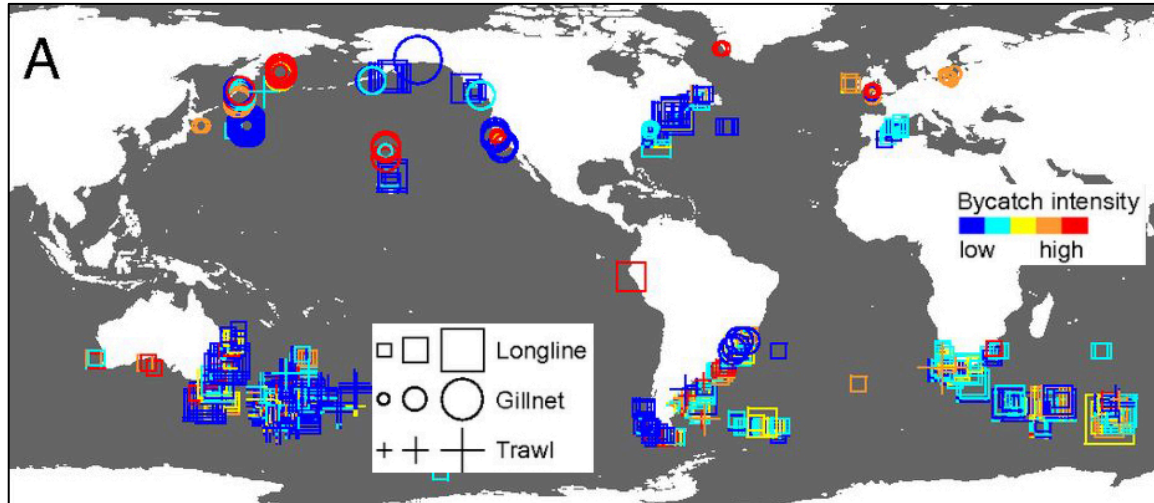 A
Bycatch intensity
low high
Longline
Gillnet
Trawl